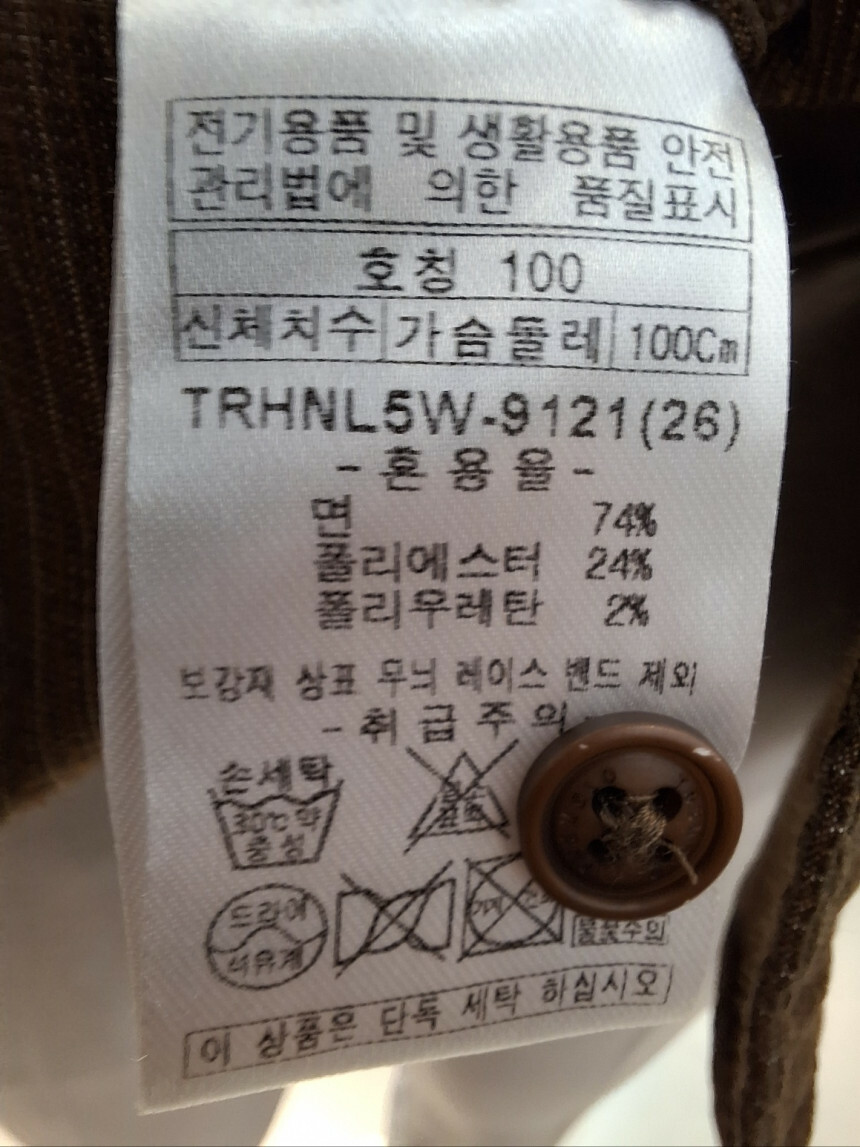 전기용품 및 생활용품 안전
관리법에 의한 품질표시
호칭 100
신체치수 가슴둘레 100Cm
TRHNL5W-9121(26)
- 혼용율 -
면 74%
폴리에스터 24%
폴리우레탄 2%
보강재 상표 무늬 레이스 밴드 제외
- 취급주의 -
손세탁
30℃ 약
중성
표백
드라이
석유계
이 상품은 단독 세탁 하십시오